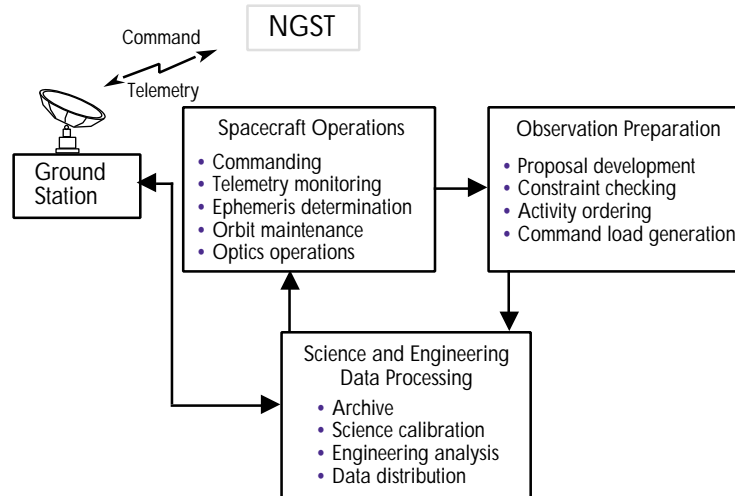 NGST
Command
Telemetry
Ground
Station
Spacecraft Operations
• Commanding
• Telemetry monitoring
• Ephemeris determination
• Orbit maintenance
• Optics operations
Observation Preparation
• Proposal development
• Constraint checking
• Activity ordering
• Command load generation
Science and Engineering
Data Processing
• Archive
• Science calibration
• Engineering analysis
• Data distribution